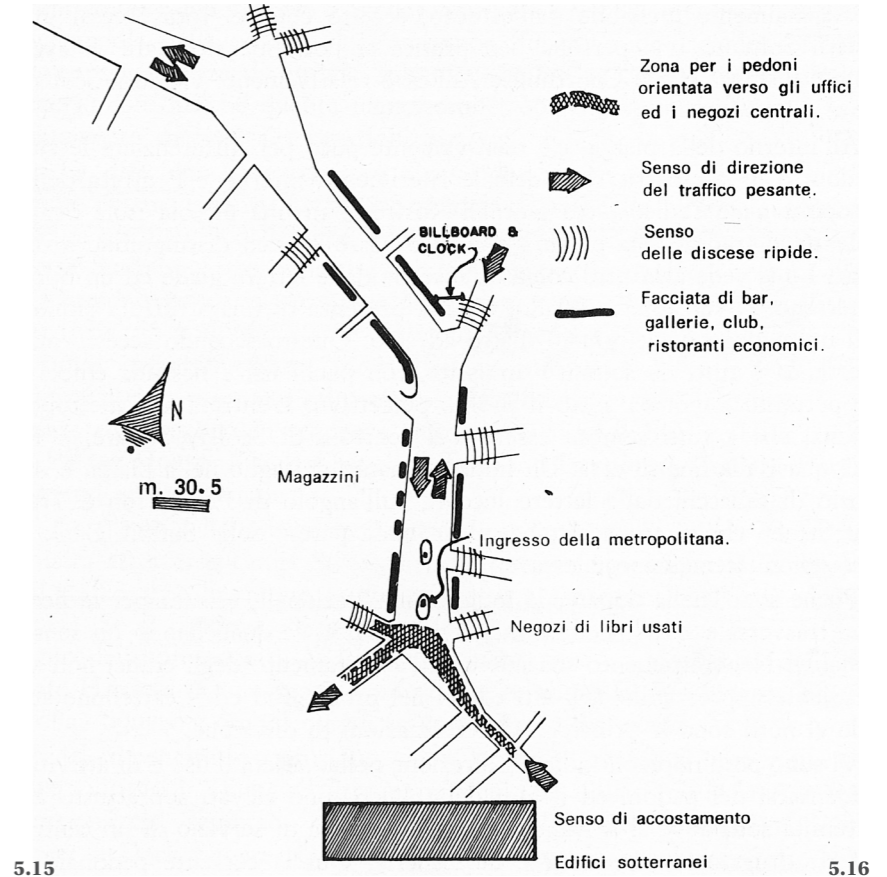 Zona per i pedoni
orientata verso gli uffici
ed i negozi centrali.
Senso di direzione
del traffico pesante.
BILLBOARD &
CLOCK
Senso
delle discese ripide.
Facciata di bar,
gallerie, club,
ristoranti economici.
N
m. 30.5
Magazzini
Ingresso della metropolitana.
Negozi di libri usati
Senso di accostamento
Edifici sotterranei
5.15
5.16